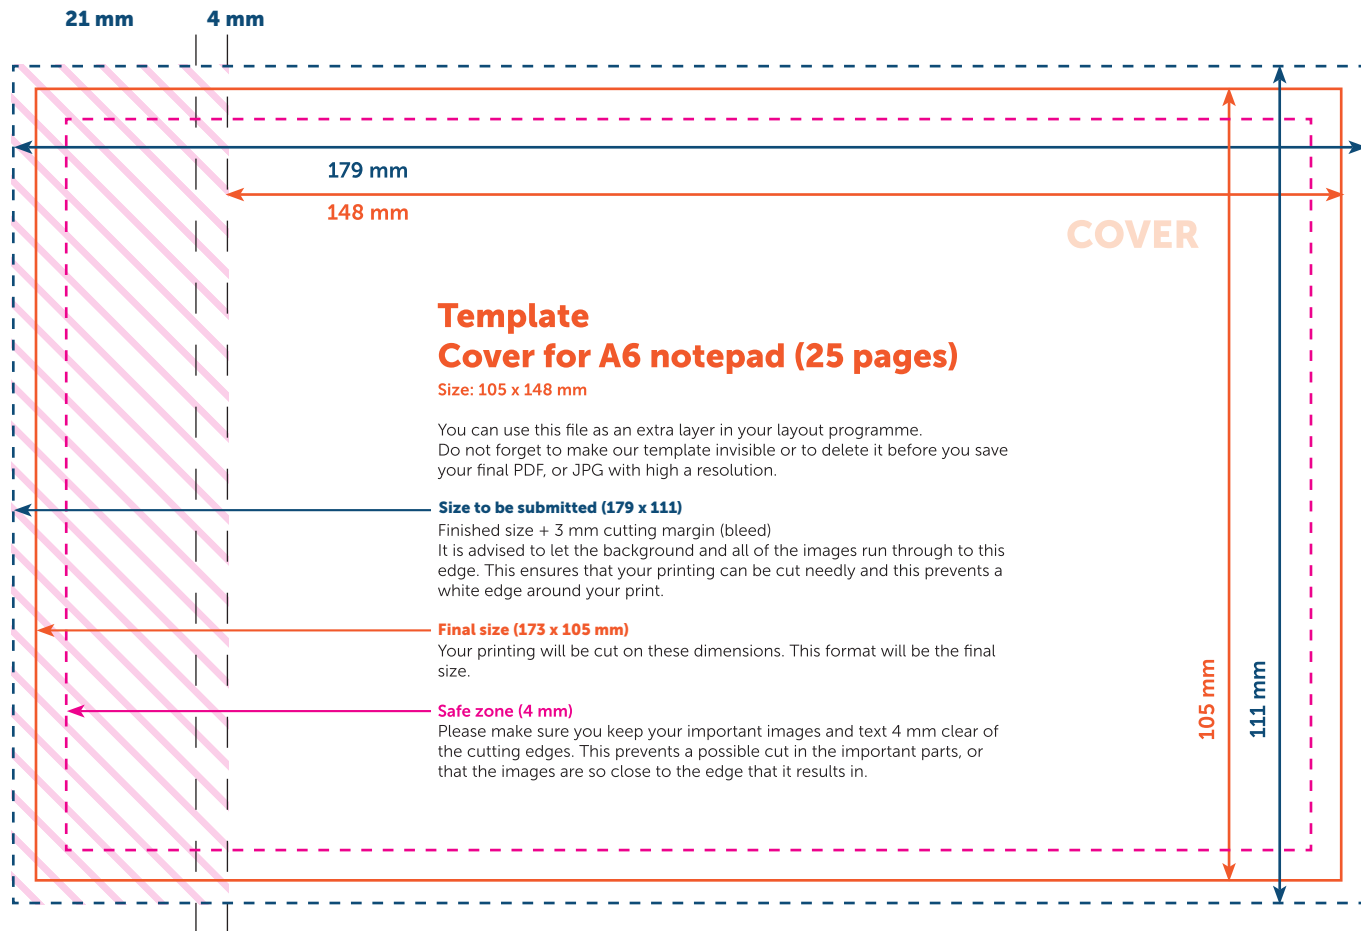 21 mm
4 mm
179 mm
148 mm
COVER
Template
Cover for A6 notepad (25 pages)
Size: 105 x 148 mm
You can use this file as an extra layer in your layout programme.
Do not forget to make our template invisible or to delete it before you save
your final PDF, or JPG with high a resolution.
Size to be submitted (179 x 111)
Finished size + 3 mm cutting margin (bleed)
It is advised to let the background and all of the images run through to this
edge. This ensures that your printing can be cut needly and this prevents a
white edge around your print.
Final size (173 x 105 mm)
Your printing will be cut on these dimensions. This format will be the final
size.
Safe zone (4 mm)
Please make sure you keep your important images and text 4 mm clear of
the cutting edges. This prevents a possible cut in the important parts, or
that the images are so close to the edge that it results in.
105 mm
111 mm